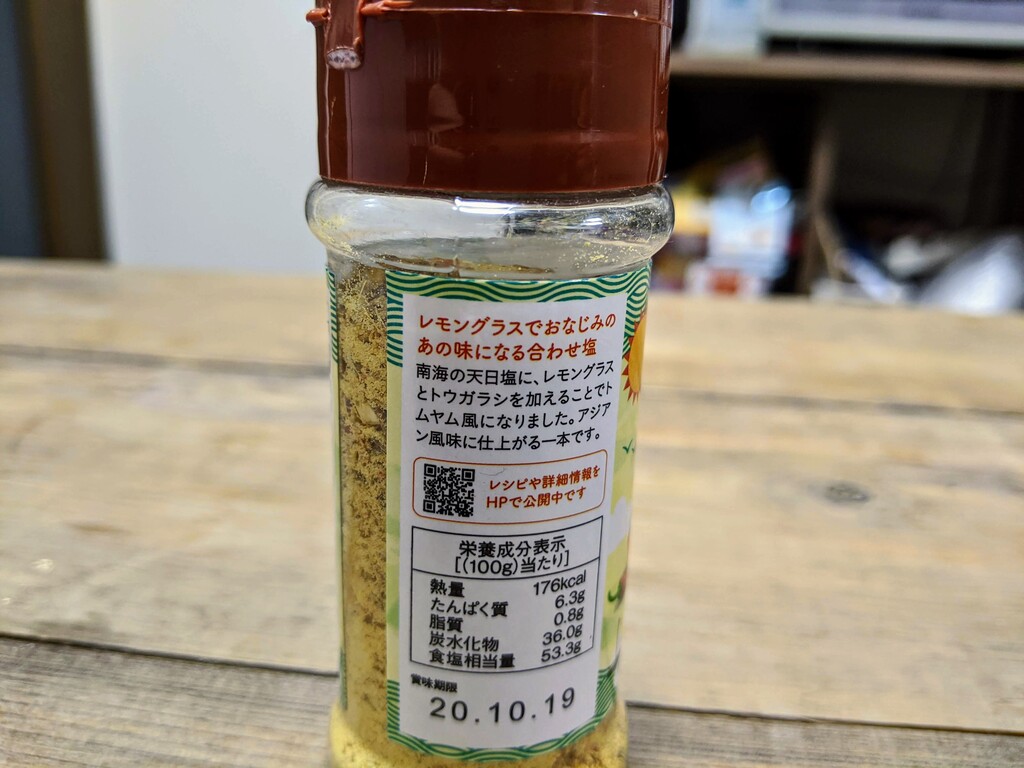 レモングラスでおなじみの
あの味になる合わせ塩
南海の天日塩に、レモングラス
とトウガラシを加えることでト
ムヤム風になりました。アジア
ン風味に仕上がる一本です。
レシピや詳細情報を
HPで公開中です
栄養成分表示
[(100g)当たり]
熱量 176kcal
たんぱく質 6.3g
脂質 0.8g
炭水化物 36.0g
食塩相当量 53.3g
賞味期限
20.10.19